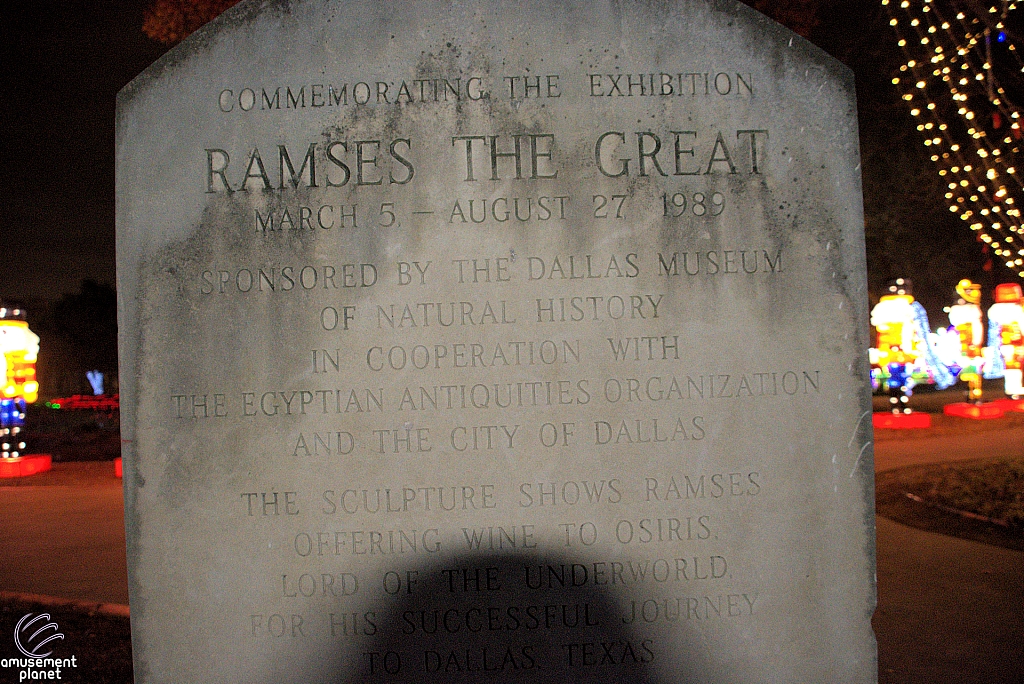 COMMEMORATING THE EXHIBITION
RAMSES THE GREAT
MARCH 5, – AUGUST 27 1989
SPONSORED BY THE DALLAS MUSEUM
OF NATURAL HISTORY
IN COOPERATION WITH
THE EGYPTIAN ANTIQUITIES ORGANIZATION
AND THE CITY OF DALLAS
THE SCULPTURE SHOWS RAMSES
OFFERING WINE TO OSIRIS,
LORD OF THE UNDERWORLD,
FOR HIS SUCCESSFUL JOURNEY
TO DALLAS, TEXAS
amusement
planet